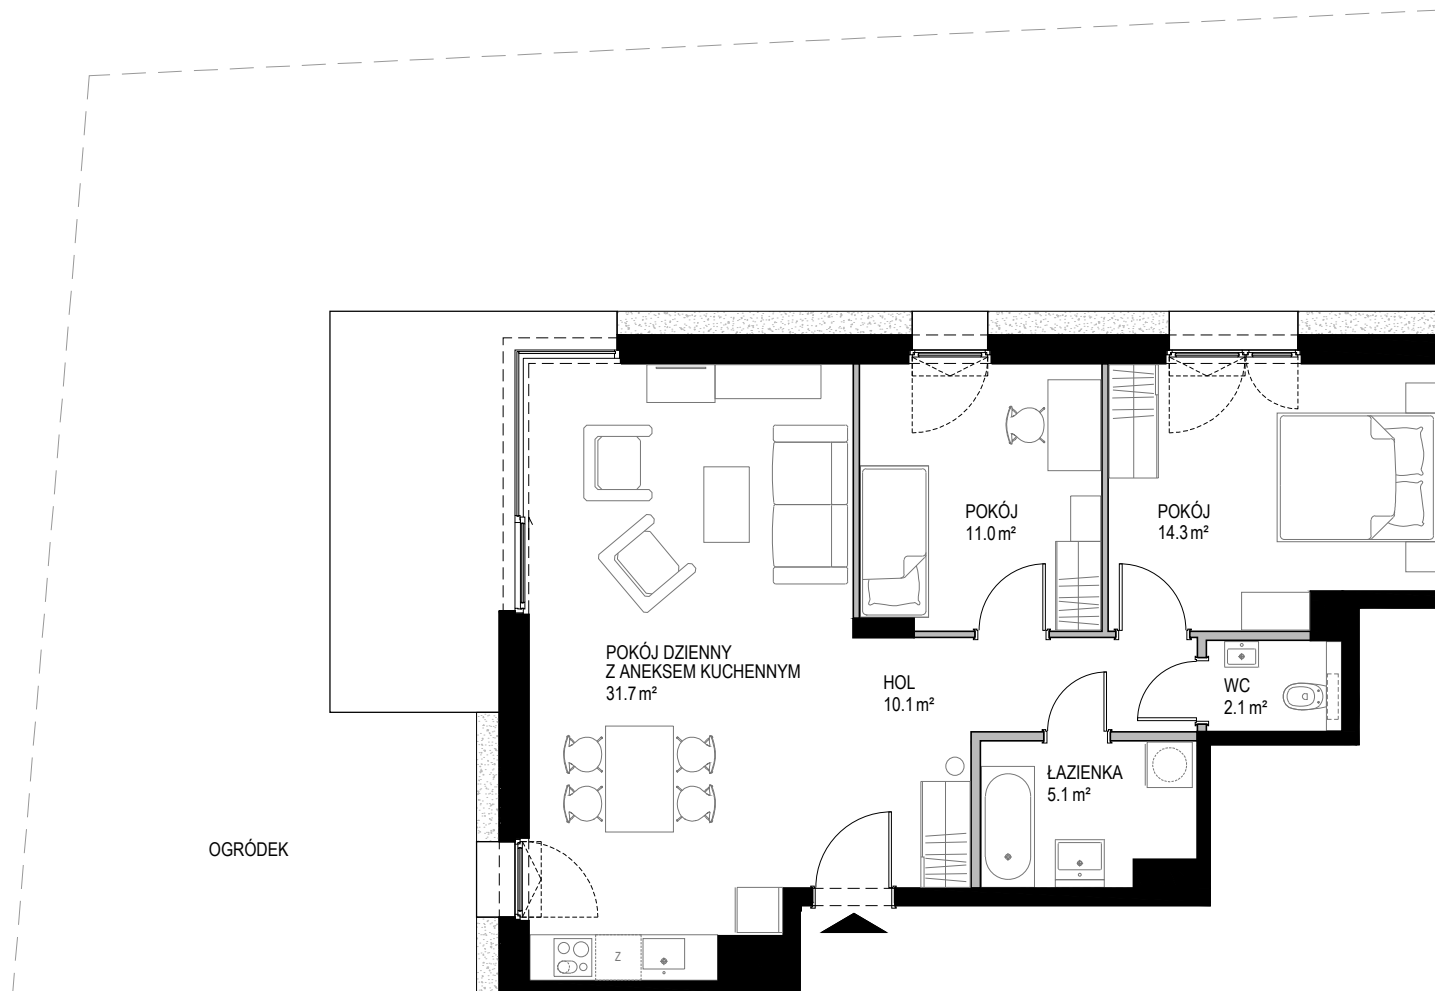 POKÓJ
11.0 m²
POKÓJ
14.3 m²
POKÓJ DZIENNY
Z ANEKSEM KUCHENNYM
31.7 m²
HOL
10.1 m²
WC
2.1 m²
ŁAZIENKA
5.1 m²
OGRÓDEK
Z